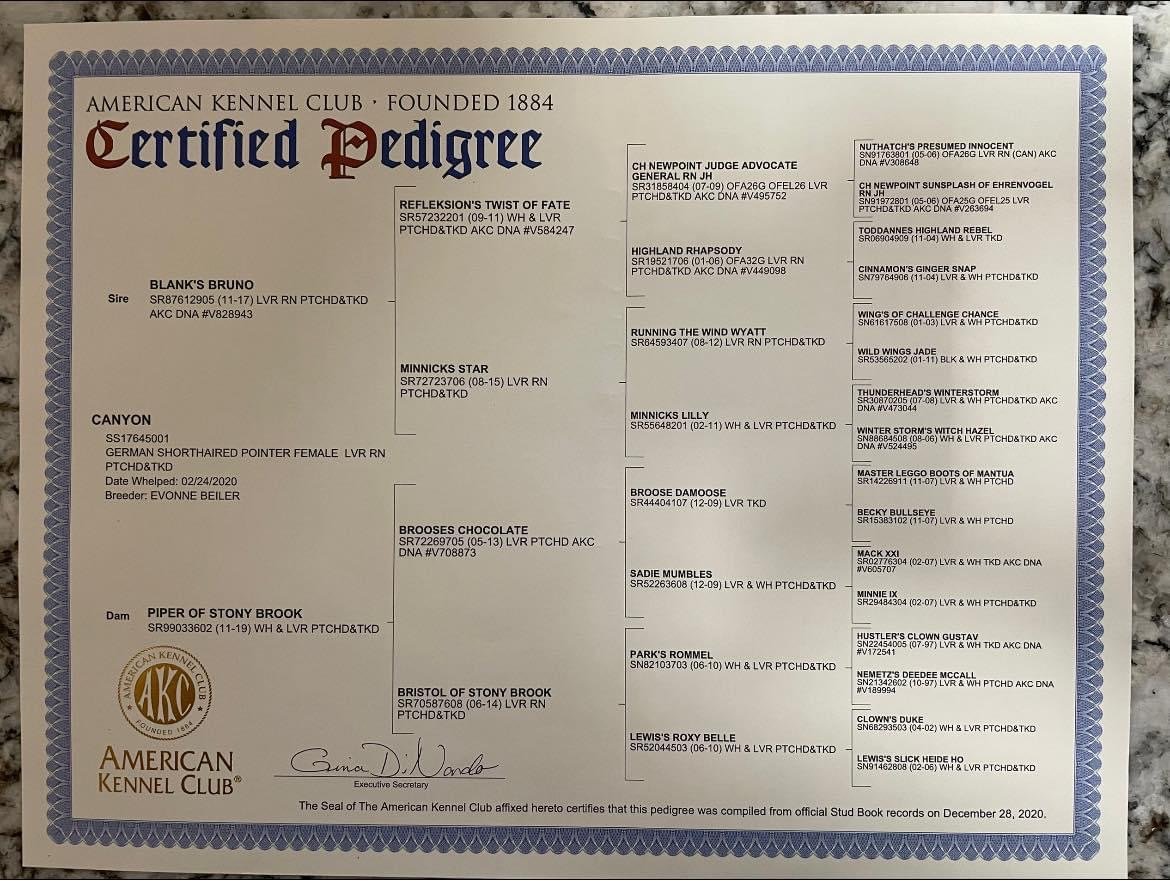 AMERICAN KENNEL CLUB · FOUNDED 1884
Certified Pedigree
Sire
BLANK'S BRUNO
SR87612905 (11-17) LVR RN PTCHD&TKD
AKC DNA #V828943
CANYON
SS17645001
GERMAN SHORTHAIRED POINTER FEMALE LVR RN
PTCHD&TKD
Date Whelped: 02/24/2020
Breeder: EVONNE BEILER
Dam
PIPER OF STONY BROOK
SR99033602 (11-19) WH & LVR PTCHD&TKD
REFLEKSION'S TWIST OF FATE
SR57232201 (09-11) WH & LVR
PTCHD&TKD AKC DNA #V584247
MINNICKS STAR
SR72723706 (08-15) LVR RN
PTCHD&TKD
BROOSES CHOCOLATE
SR72269705 (05-13) LVR PTCHD AKC
DNA #V708873
BRISTOL OF STONY BROOK
SR70587608 (06-14) LVR RN
PTCHD&TKD
CH NEWPOINT JUDGE ADVOCATE
GENERAL RN JH
SR31858404 (07-09) OFA26G OFEL26 LVR
PTCHD&TKD AKC DNA #V495752
HIGHLAND RHAPSODY
SR19521706 (01-06) OFA32G LVR RN
PTCHD&TKD AKC DNA #V449098
RUNNING THE WIND WYATT
SR64593407 (08-12) LVR RN PTCHD&TKD
MINNICKS LILLY
SR55648201 (02-11) WH & LVR PTCHD&TKD
BROOSE DAMOOSE
SR44404107 (12-09) LVR TKD
SADIE MUMBLES
SR52263608 (12-09) LVR & WH PTCHD&TKD
PARK'S ROMMEL
SN82103703 (06-10) WH & LVR PTCHD&TKD
LEWIS'S ROXY BELLE
SR52044503 (06-10) WH & LVR PTCHD&TKD
NUTHATCH'S PRESUMED INNOCENT
SN91763801 (05-06) OFA26G LVR RN (CAN) AKC
DNA #V308648
CH NEWPOINT SUNSPLASH OF EHRENVOGEL
RN JH
SN91972801 (05-06) OFA25G OFEL25 LVR
PTCHD&TKD AKC DNA #V263694
TODDANNES HIGHLAND REBEL
SR06904909 (11-04) WH & LVR TKD
CINNAMON'S GINGER SNAP
SN79764906 (11-04) LVR & WH PTCHD&TKD
WING'S OF CHALLENGE CHANCE
SN61617508 (01-03) LVR & WH PTCHD&TKD
WILD WINGS JADE
SR53565202 (01-11) BLK & WH PTCHD&TKD
THUNDERHEAD'S WINTERSTORM
SR30870205 (07-08) LVR & WH PTCHD&TKD AKC
DNA #V473044
WINTER STORM'S WITCH HAZEL
SN88684508 (08-06) WH & LVR PTCHD&TKD AKC
DNA #V524495
MASTER LEGGO BOOTS OF MANTUA
SR14226911 (11-07) LVR & WH PTCHD
BECKY BULLSEYE
SR15383102 (11-07) LVR & WH PTCHD
MACK XXI
SR02776304 (02-07) LVR & WH TKD AKC DNA
#V605707
MINNIE IX
SR29484304 (02-07) LVR & WH PTCHD&TKD
HUSTLER'S CLOWN GUSTAV
SN22454005 (07-97) LVR & WH TKD AKC DNA
#V172541
NEMETZ'S DEEDEE MCCALL
SN21342602 (10-97) LVR & WH PTCHD AKC DNA
#V189994
CLOWN'S DUKE
SN68293503 (04-02) WH & LVR PTCHD&TKD
LEWIS'S SLICK HEIDE HO
SN91462808 (02-06) WH & LVR PTCHD&TKD
AMERICAN KENNEL CLUB
AKC
FOUNDED 1884
AMERICAN
KENNEL CLUB®
Gina DiNardo
Executive Secretary
The Seal of The American Kennel Club affixed hereto certifies that this pedigree was compiled from official Stud Book records on December 28, 2020.